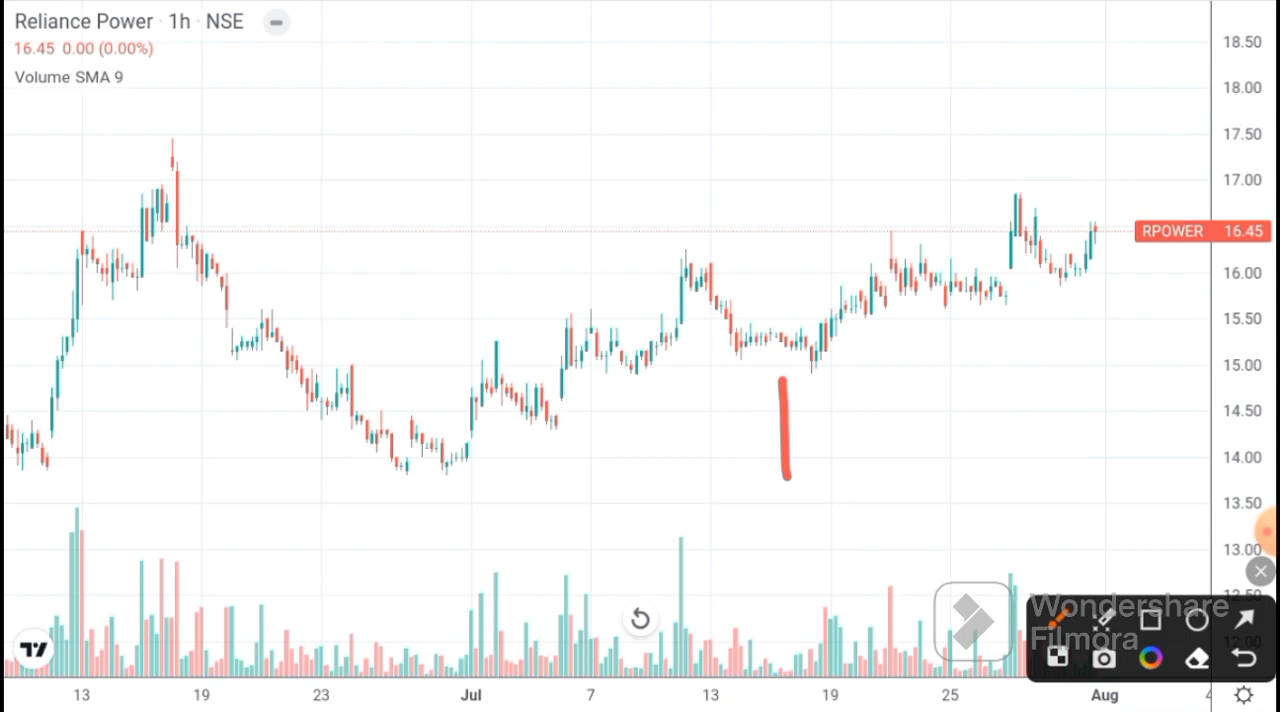 Reliance Power · 1h · NSE
16.45 0.00 (0.00%)
Volume SMA 9
18.50
18.00
17.50
17.00
RPOWER 16.45
16.00
15.50
15.00
14.50
14.00
13.50
13.00
12.50
12.00
Wondershare
Filmora
13 19 23 Jul 7 13 19 25 Aug 4